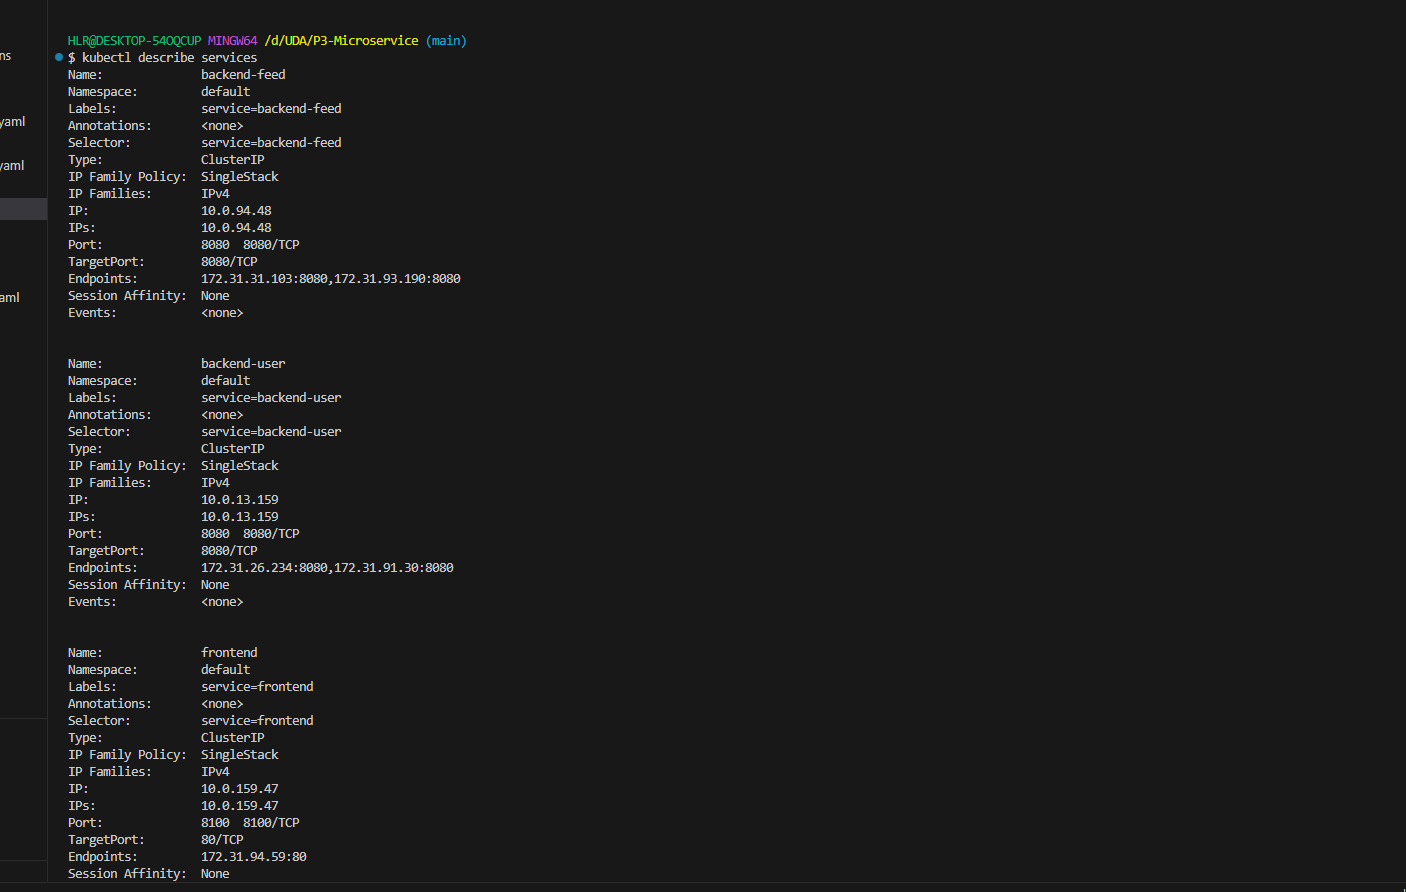 HLR@DESKTOP-54OQCUP MINGW64 /d/UDA/P3-Microservice (main)
ns
$ kubectl describe services
Name:              backend-feed
Namespace:         default
Labels:            service=backend-feed
yaml
Annotations:       <none>
Selector:          service=backend-feed
Type:              ClusterIP
yaml
IP Family Policy:  SingleStack
IP Families:       IPv4
IP:                10.0.94.48
IPs:               10.0.94.48
Port:              8080  8080/TCP
TargetPort:        8080/TCP
Endpoints:         172.31.31.103:8080,172.31.93.190:8080
Session Affinity:  None
aml
Events:            <none>
Name:              backend-user
Namespace:         default
Labels:            service=backend-user
Annotations:       <none>
Selector:          service=backend-user
Type:              ClusterIP
IP Family Policy:  SingleStack
IP Families:       IPv4
IP:                10.0.13.159
IPs:               10.0.13.159
Port:              8080  8080/TCP
TargetPort:        8080/TCP
Endpoints:         172.31.26.234:8080,172.31.91.30:8080
Session Affinity:  None
Events:            <none>
Name:              frontend
Namespace:         default
Labels:            service=frontend
Annotations:       <none>
Selector:          service=frontend
Type:              ClusterIP
IP Family Policy:  SingleStack
IP Families:       IPv4
IP:                10.0.159.47
IPs:               10.0.159.47
Port:              8100  8100/TCP
TargetPort:        80/TCP
Endpoints:         172.31.94.59:80
Session Affinity:  None